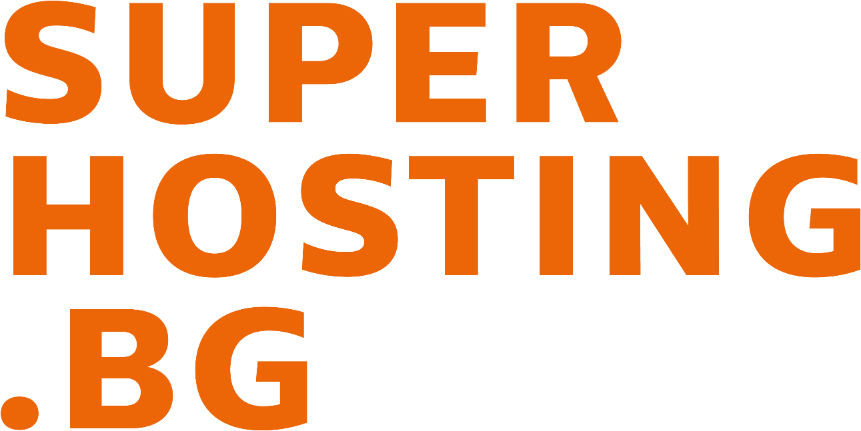 SUPER
HOSTING
.BG